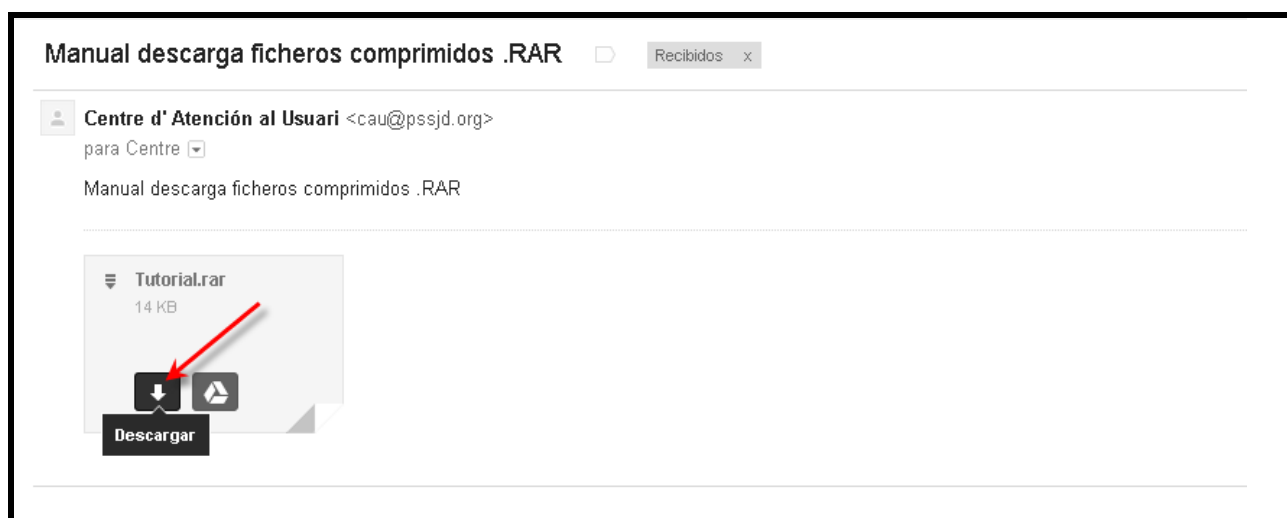 Manual descarga ficheros comprimidos .RAR Recibidos x
Centre d' Atención al Usuari <cau@pssjd.org>
para Centre
Manual descarga ficheros comprimidos .RAR
Tutorial.rar
14 KB
Descargar